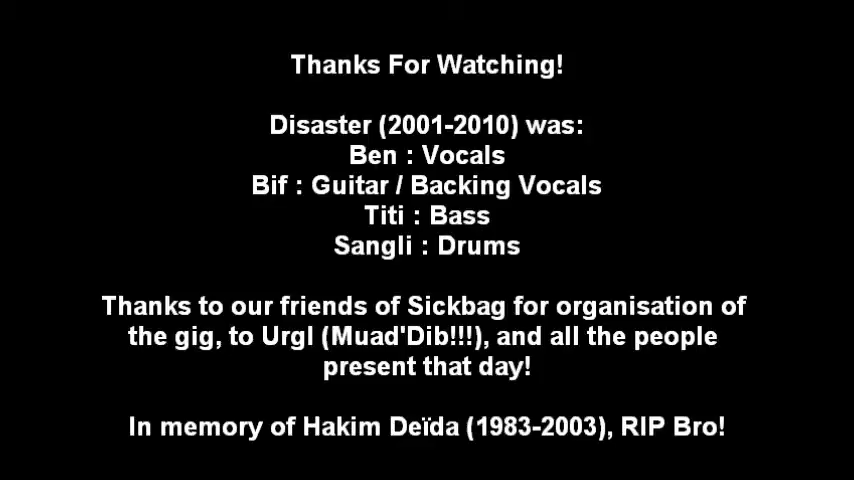 Thanks For Watching!
Disaster (2001-2010) was:
Ben : Vocals
Bif : Guitar / Backing Vocals
Titi : Bass
Sangli : Drums
Thanks to our friends of Sickbag for organisation of
the gig, to Urgl (Muad'Dib!!!), and all the people
present that day!
In memory of Hakim Deïda (1983-2003), RIP Bro!